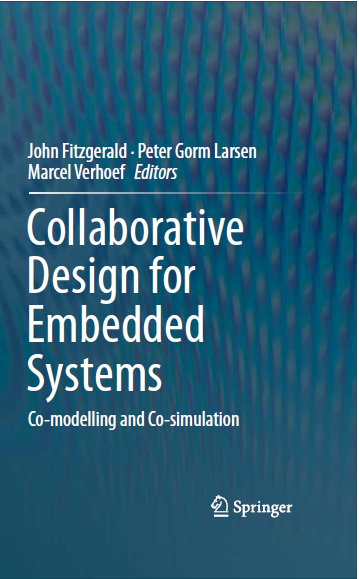 John Fitzgerald · Peter Gorm Larsen
Marcel Verhoef Editors
Collaborative
Design for
Embedded
Systems
Co-modelling and Co-simulation
Springer